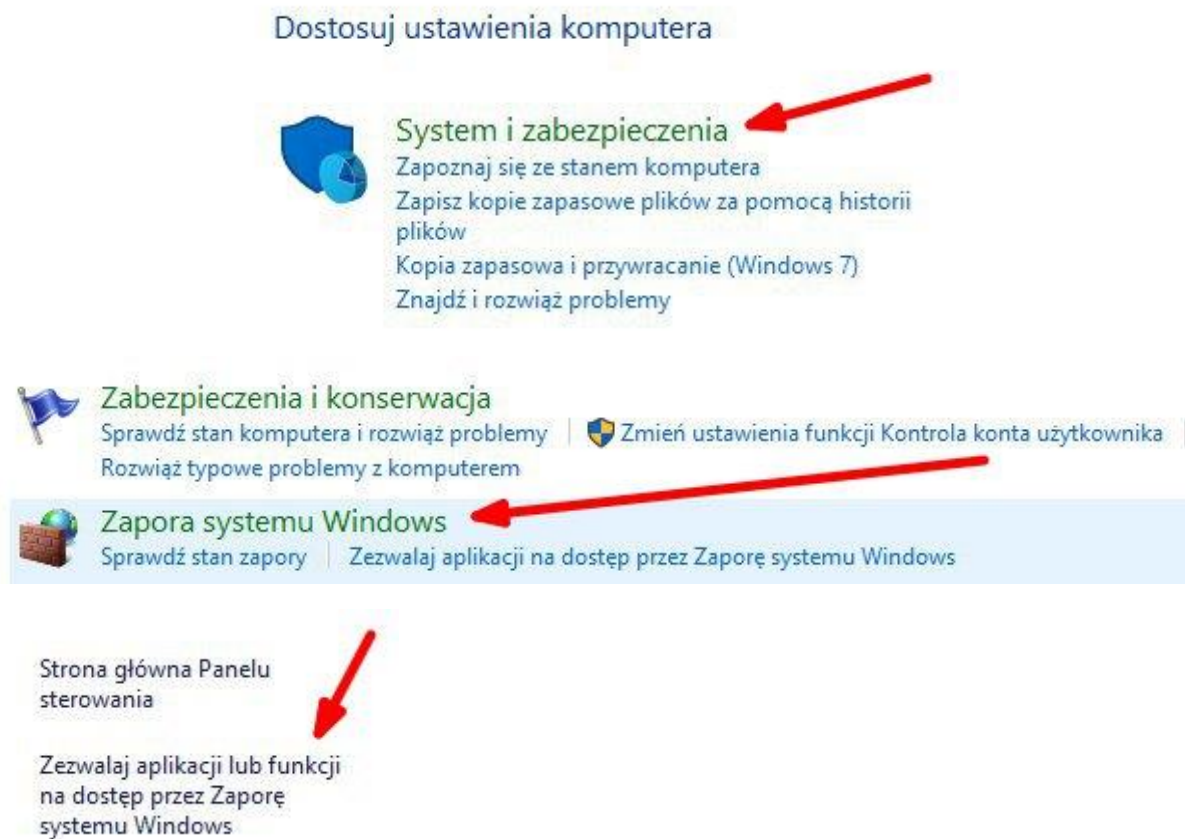 Dostosuj ustawienia komputera
System i zabezpieczenia
Zapoznaj się ze stanem komputera
Zapisz kopie zapasowe plików za pomocą historii
plików
Kopia zapasowa i przywracanie (Windows 7)
Znajdź i rozwiąż problemy
Zabezpieczenia i konserwacja
Sprawdź stan komputera i rozwiąż problemy Zmień ustawienia funkcji Kontrola konta użytkownika
Rozwiąż typowe problemy z komputerem
Zapora systemu Windows
Sprawdź stan zapory Zezwalaj aplikacji na dostęp przez Zaporę systemu Windows
Strona główna Panelu
sterowania
Zezwalaj aplikacji lub funkcji
na dostęp przez Zaporę
systemu Windows